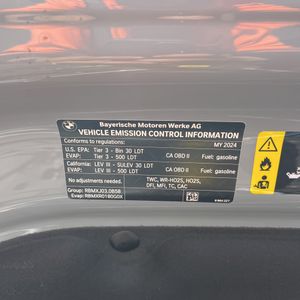 Bayerische Motoren Werke AG
VEHICLE EMISSION CONTROL INFORMATION
Conforms to regulations: MY 2024
U.S. EPA: Tier 3 - Bin 30 LDT
EVAP: Tier 3 - 500 LDT CA OBD II Fuel: gasoline
California: LEV III - SULEV 30 LDT
EVAP: LEV III - 500 LDT CA OBD II Fuel: gasoline
No adjustments needed. TWC, WR-HO2S, HO2S,
Group: RBMXJ03.0B58 DFI, MFI, TC, CAC
Evap: RBMXR0180G0X